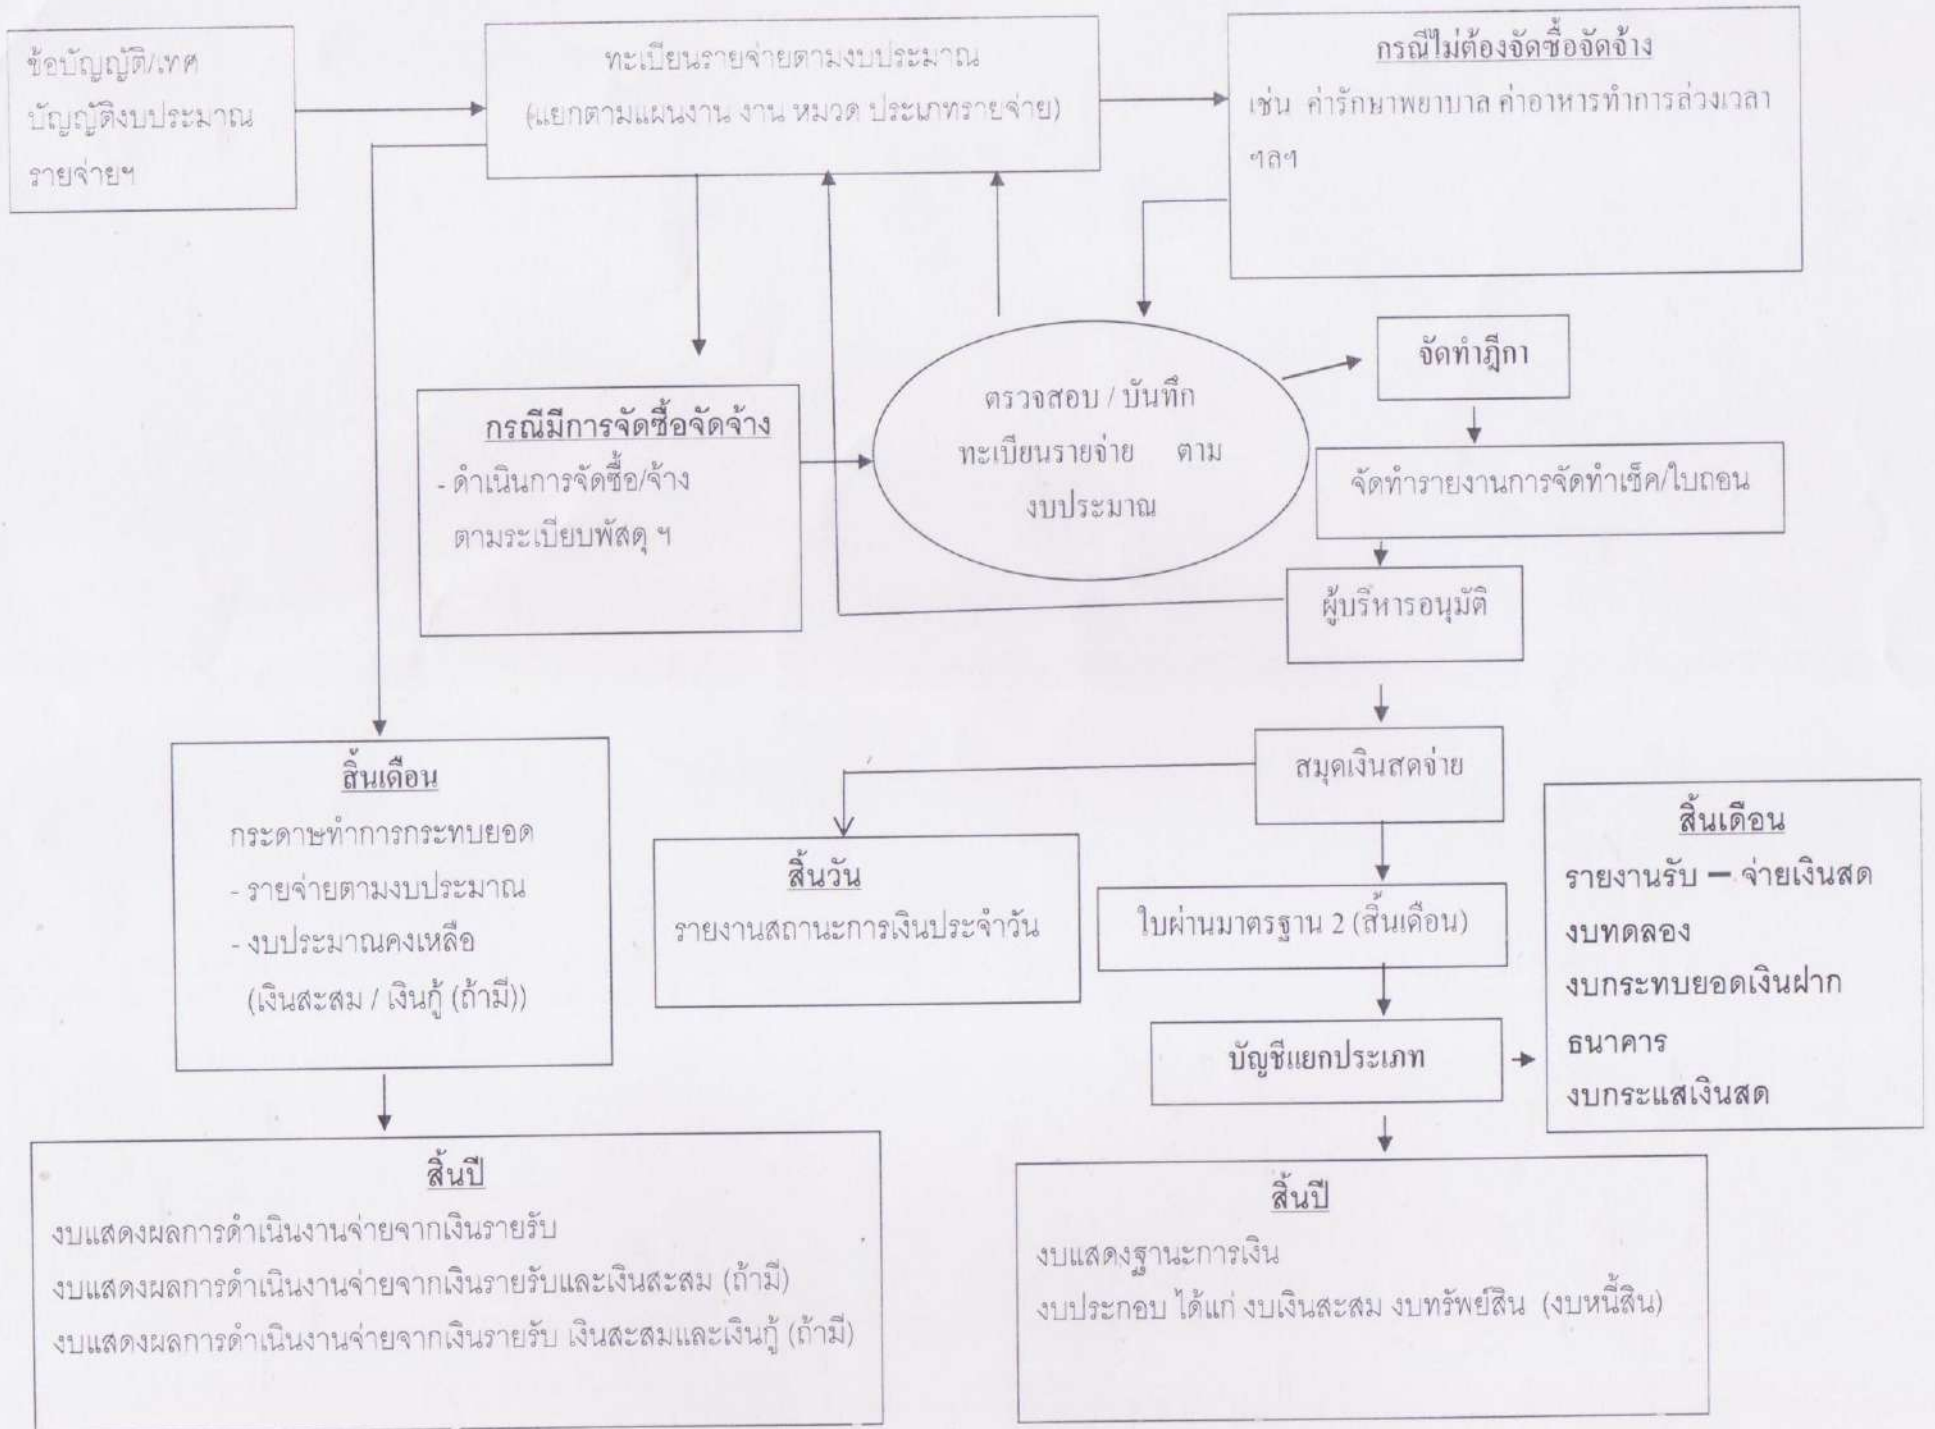 ข้อบัญญัติ/เทศ
บัญญัติงบประมาณ
รายจ่ายฯ
ทะเบียนรายจ่ายตามงบประมาณ
(แยกตามแผนงาน งาน หมวด ประเภทรายจ่าย)
กรณีไม่ต้องจัดซื้อจัดจ้าง
เช่น ค่ารักษาพยาบาล ค่าอาหารทำการล่วงเวลา
ฯลฯ
กรณีมีการจัดซื้อจัดจ้าง
- ดำเนินการจัดซื้อ/จ้าง
ตามระเบียบพัสดุ ฯ
ตรวจสอบ / บันทึก
ทะเบียนรายจ่าย ตาม
งบประมาณ
จัดทำฎีกา
จัดทำรายงานการจัดทำเช็ค/ใบถอน
ผู้บริหารอนุมัติ
สมุดเงินสดจ่าย
สิ้นเดือน
กระดาษทำการกระทบยอด
- รายจ่ายตามงบประมาณ
- งบประมาณคงเหลือ
(เงินสะสม / เงินกู้ (ถ้ามี))
สิ้นวัน
รายงานสถานะการเงินประจำวัน
ใบผ่านมาตรฐาน 2 (สิ้นเดือน)
บัญชีแยกประเภท
สิ้นเดือน
รายงานรับ – จ่ายเงินสด
งบทดลอง
งบกระทบยอดเงินฝาก
ธนาคาร
งบกระแสเงินสด
สิ้นปี
งบแสดงผลการดำเนินงานจ่ายจากเงินรายรับ
งบแสดงผลการดำเนินงานจ่ายจากเงินรายรับและเงินสะสม (ถ้ามี)
งบแสดงผลการดำเนินงานจ่ายจากเงินรายรับ เงินสะสมและเงินกู้ (ถ้ามี)
สิ้นปี
งบแสดงฐานะการเงิน
งบประกอบ ได้แก่ งบเงินสะสม งบทรัพย์สิน (งบหนี้สิน)